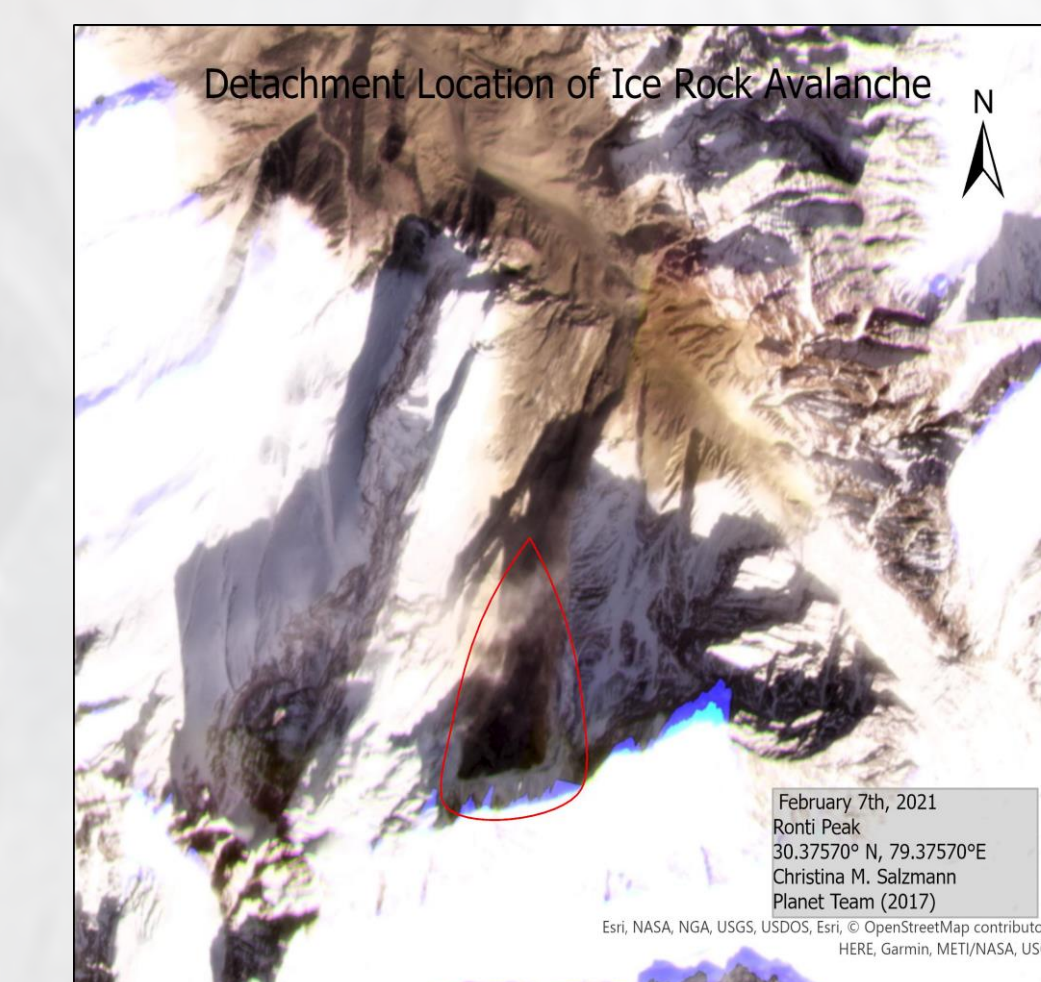 Detachment Location of Ice Rock Avalanche
N
February 7th, 2021
Ronti Peak
30.37570° N, 79.37570°E
Christina M. Salzmann
Planet Team (2017)
Esri, NASA, NGA, USGS, USDOS, Esri, © OpenStreetMap
HERE, Garmin, METI/NASA,